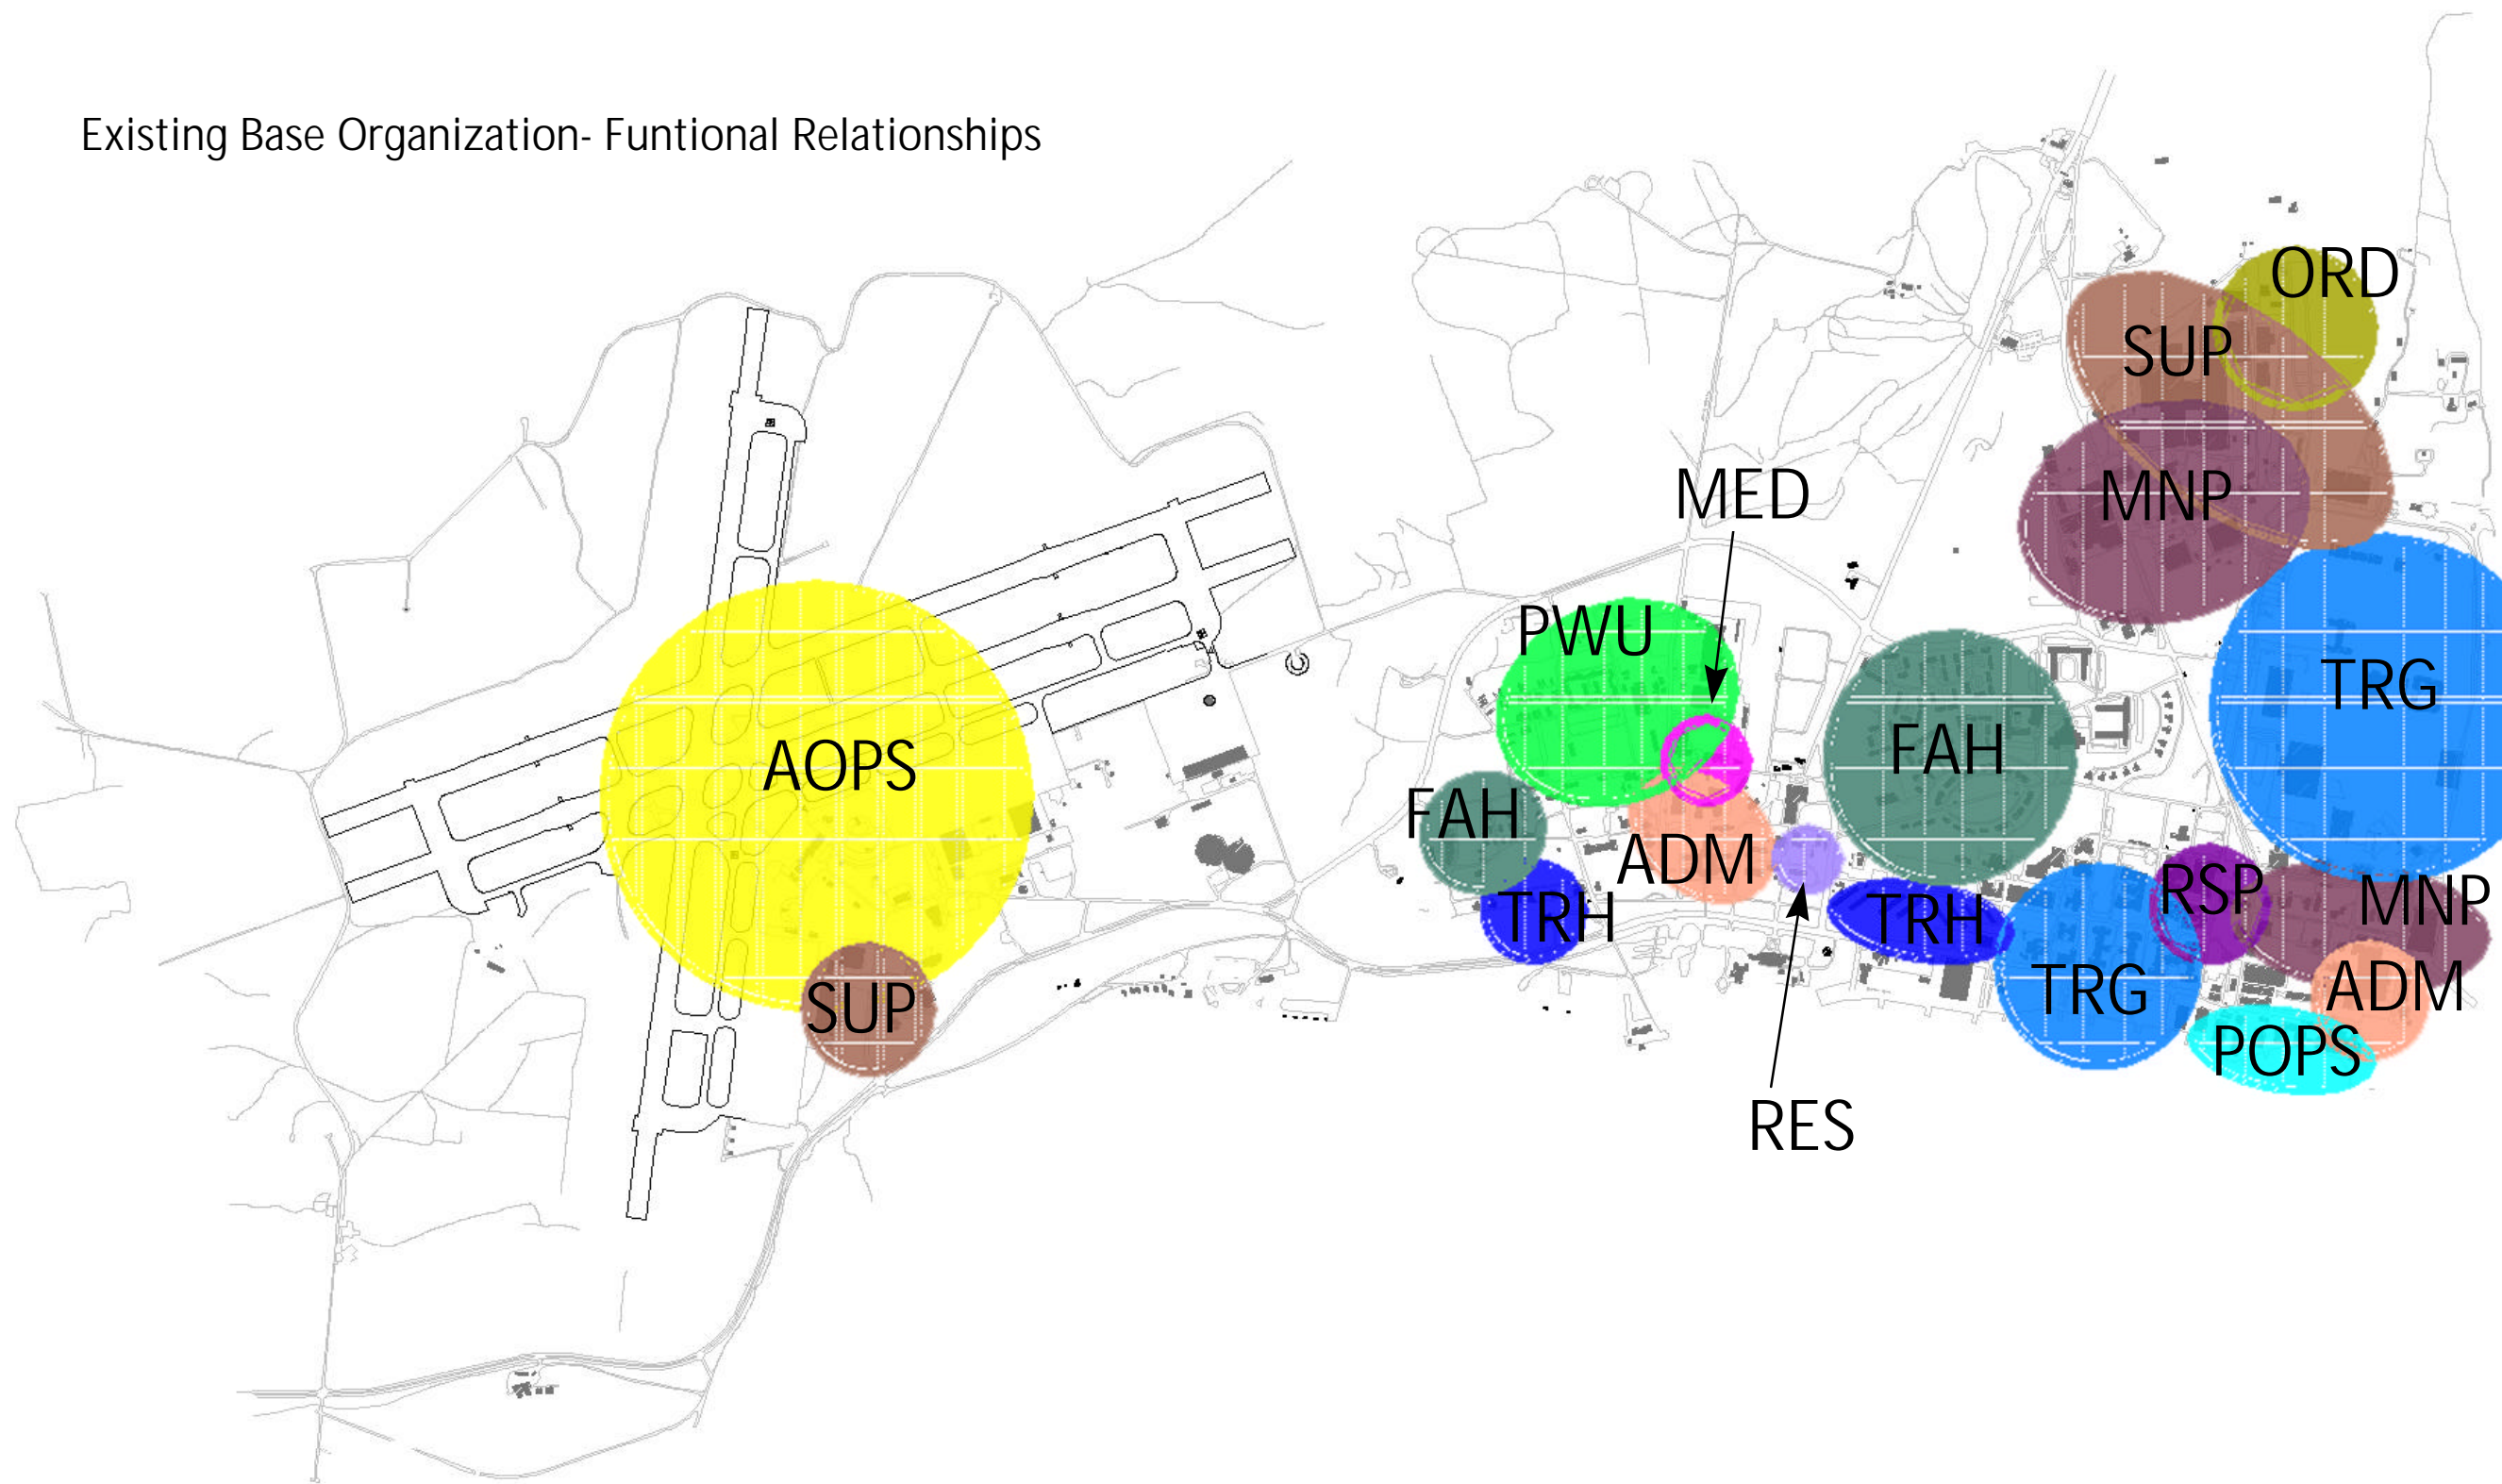 Existing Base Organization- Funtional Relationships
ORD
SUP
MNP
MED
PWU
TRG
FAH
AOPS
FAH
ADM
RSP
MNP
TRH
TRH
TRG
ADM
SUP
POPS
RES